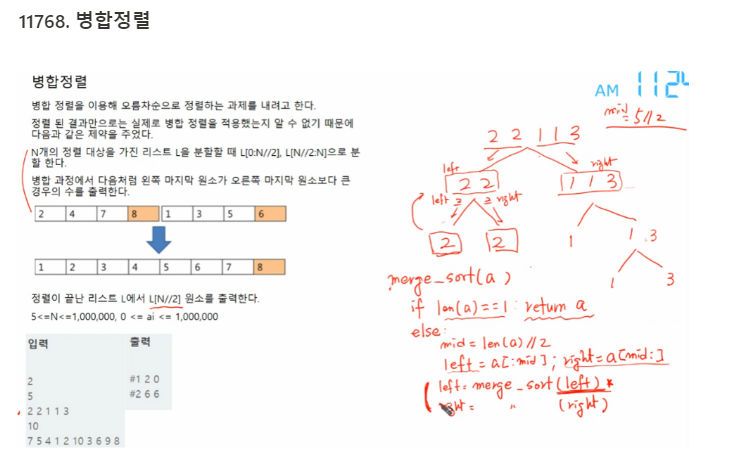 11768. 병합정렬
병합정렬
병합 정렬을 이용해 오름차순으로 정렬하는 과제를 내려고 한다.
정렬 된 결과만으로는 실제로 병합 정렬을 적용했는지 알 수 없기 때문에
다음과 같은 제약을 주었다.
N개의 정렬 대상을 가진 리스트 L을 분할할 때 L[0:N//2], L[N//2:N]으로 분
할 한다.
병합 과정에서 다음처럼 왼쪽 마지막 원소가 오른쪽 마지막 원소보다 큰
경우의 수를 출력한다.
2 4 7 8 1 3 5 6
1 2 3 4 5 6 7 8
정렬이 끝난 리스트 L에서 L[N//2] 원소를 출력한다.
5<=N<=1,000,000, 0 <= ai <= 1,000,000
입력
2
5
2 2 1 1 3
10
7 5 4 1 2 10 3 6 9 8
출력
#1 2 0
#2 6 6
AM 11 24
mid = 5//2
2 2 1 1 3
left right
2 2 1 1 3
left right
2 2 1 1 3
1 3
merge_sort(a)
if len(a)==1: return a
else:
mid = len(a)//2
left = a[:mid]; right=a[mid:]
left= merge_sort(left)
ght = " (right)